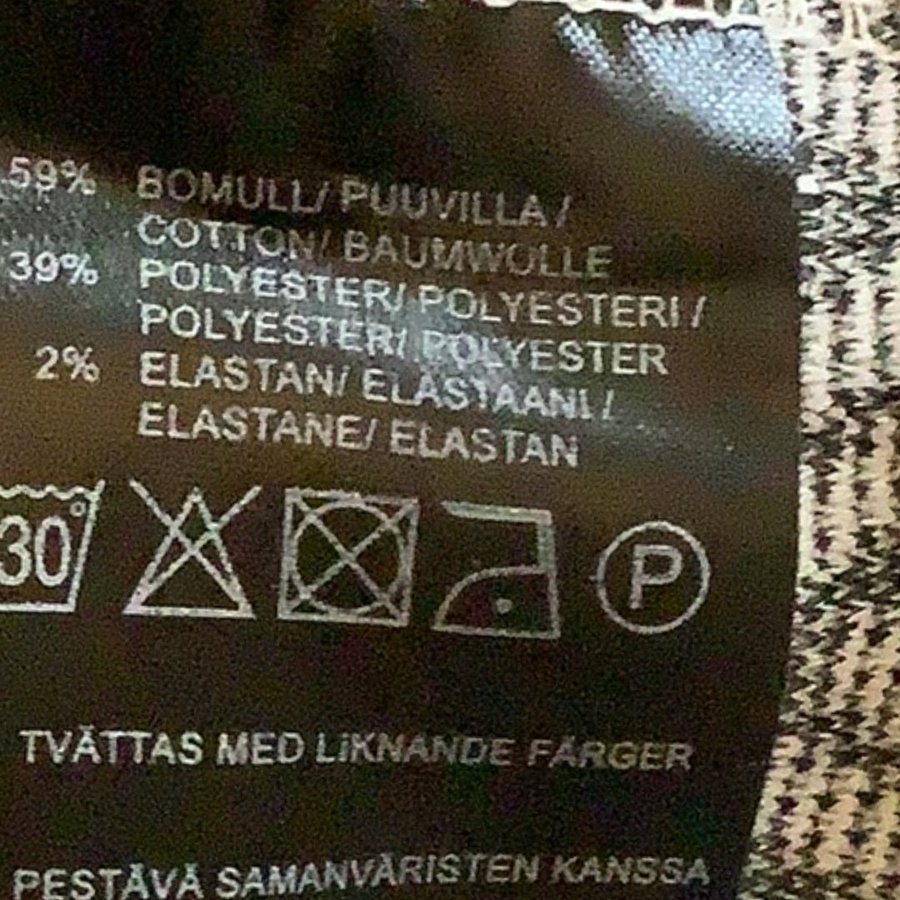 59% BOMULL/ PUUVILLA /
COTTON/ BAUMWOLLE
39% POLYESTER/ POLYESTERI /
POLYESTER/ POLYESTER
2% ELASTAN/ ELASTAANI /
ELASTANE/ ELASTAN
30° P
TVÄTTAS MED LIKNANDE FÄRGER
PESTÄVÄ SAMANVÄRISTEN KANSSA